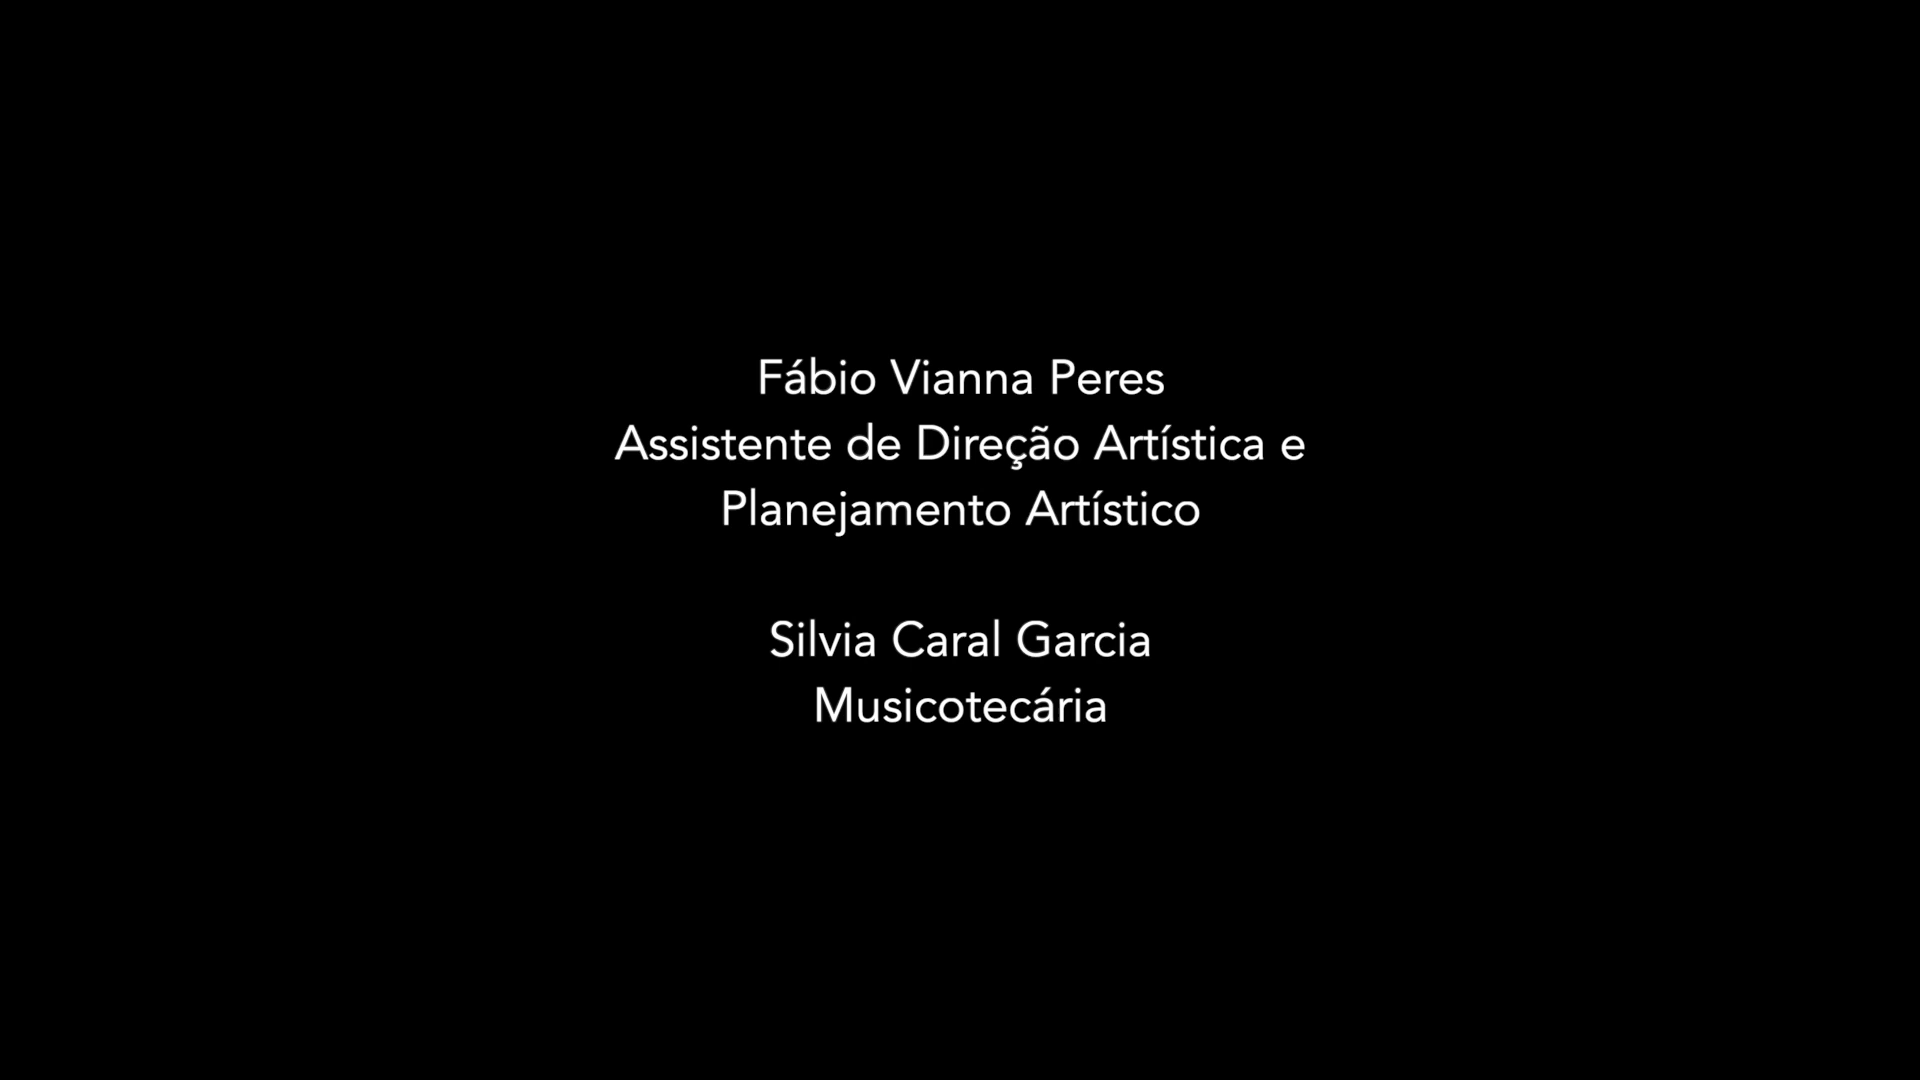 Fábio Vianna Peres
Assistente de Direção Artística e
Planejamento Artístico
Silvia Caral Garcia
Musicotecária